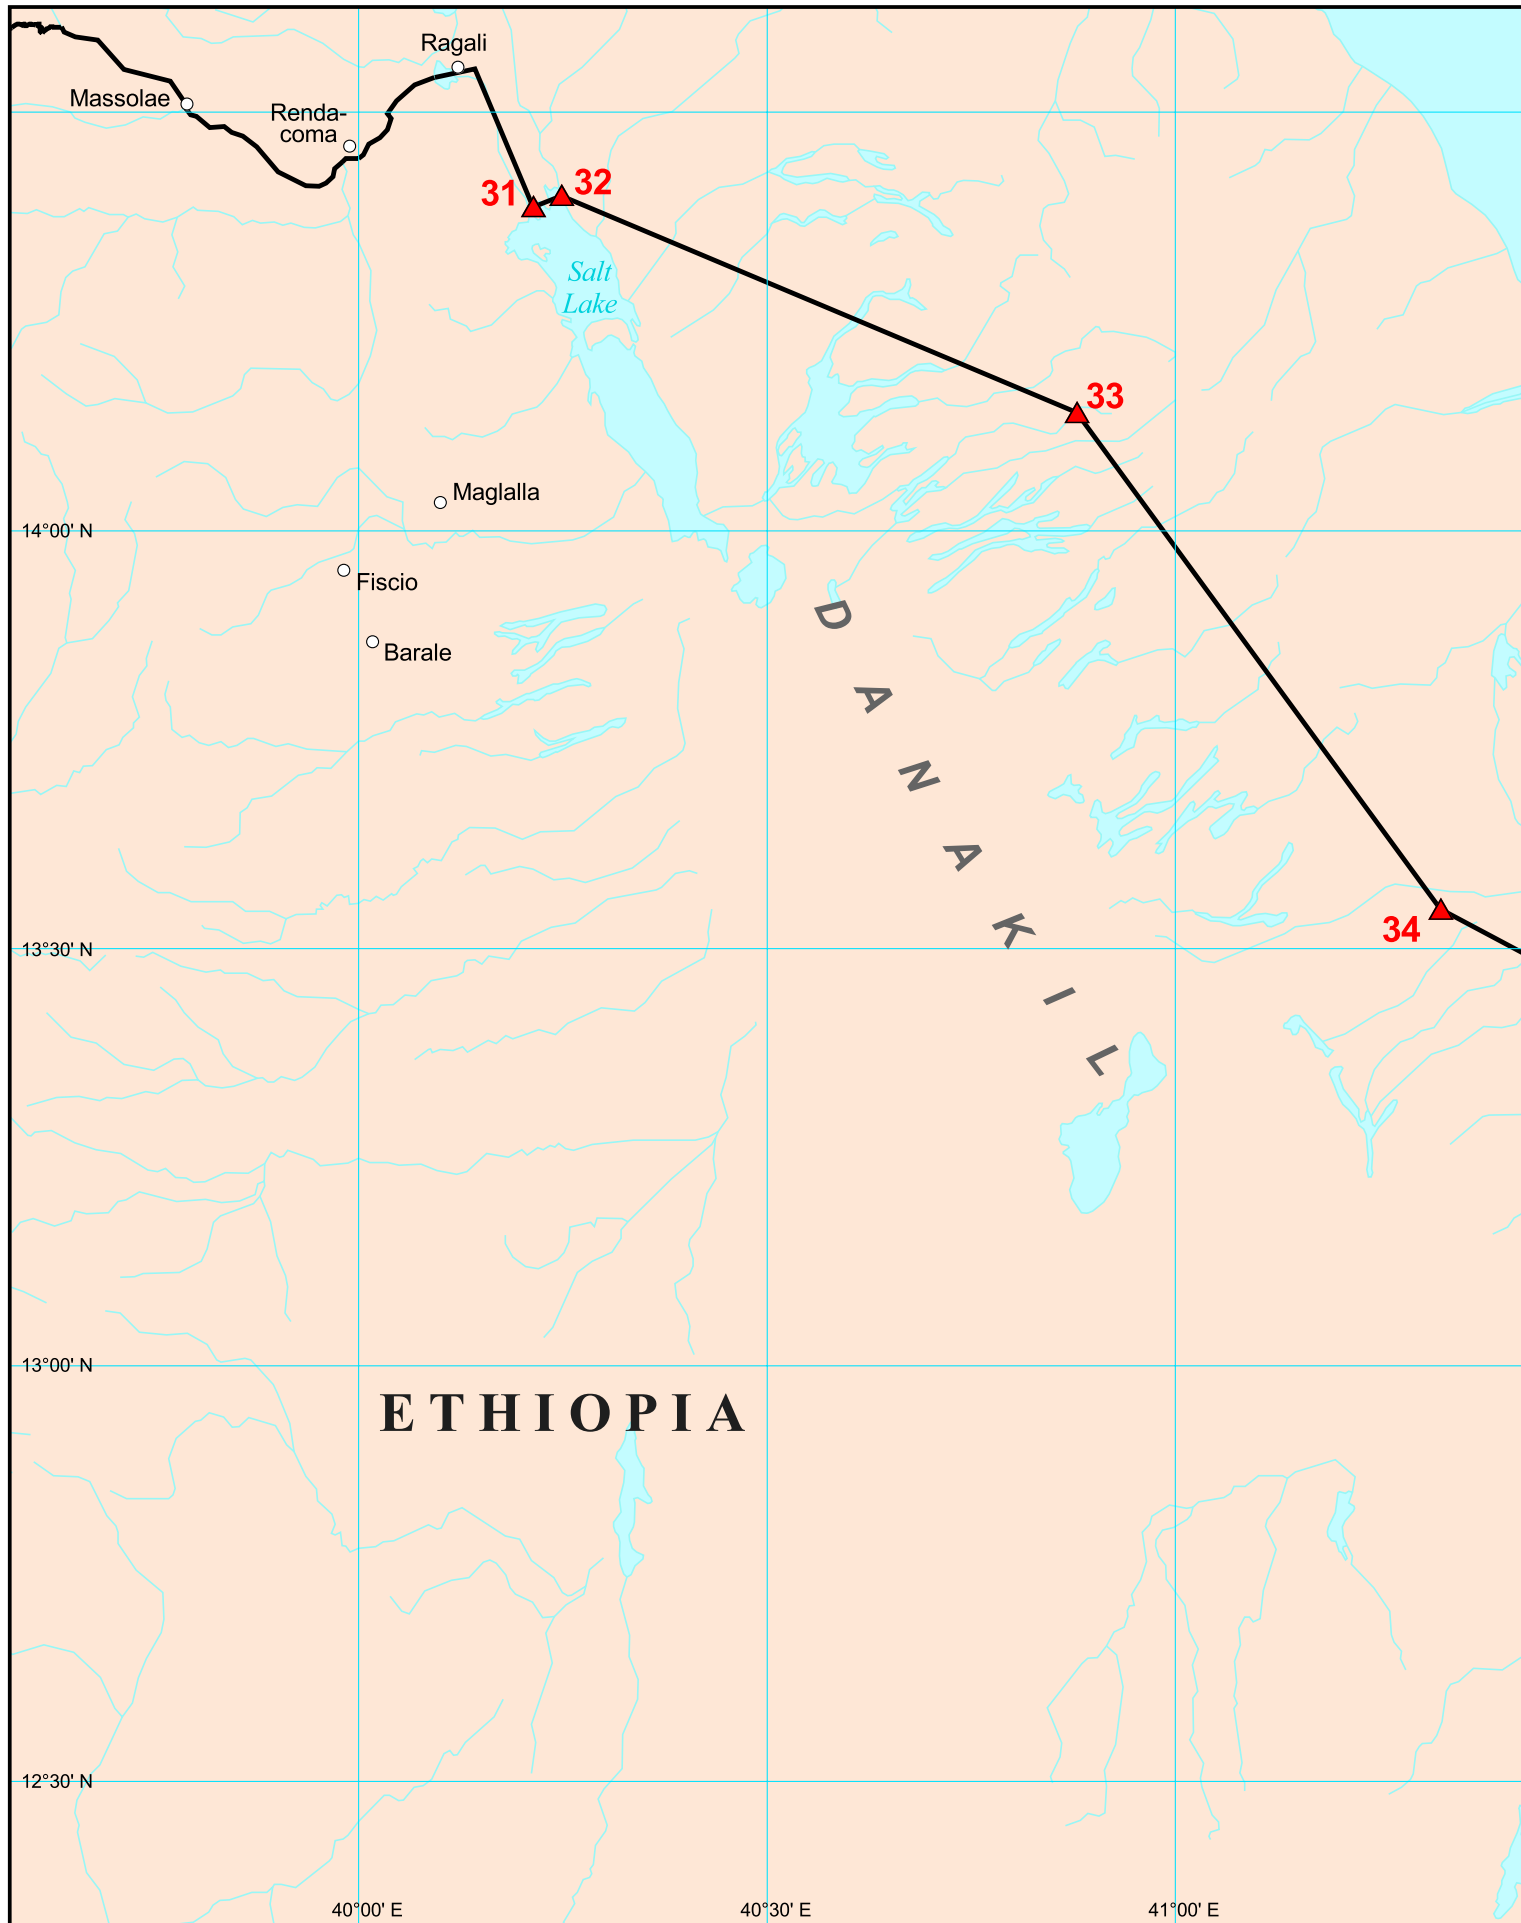 Ragali
Massolae
Renda-
coma
31
32
Salt
Lake
33
Maglalla
14°00' N
Fiscio
Barale
DANAKIL
34
13°30' N
13°00' N
ETHIOPIA
12°30' N
40°00' E
40°30' E
41°00' E